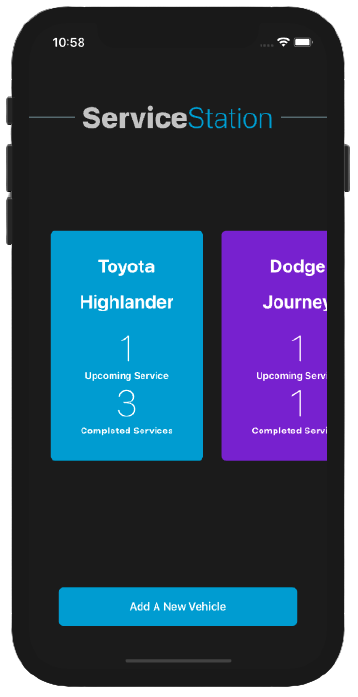 10:58
ServiceStation
Toyota
Highlander
1
Upcoming Service
3
Completed Services
Dodge
Journey
1
Upcoming Servi
1
Completed Servi
Add A New Vehicle